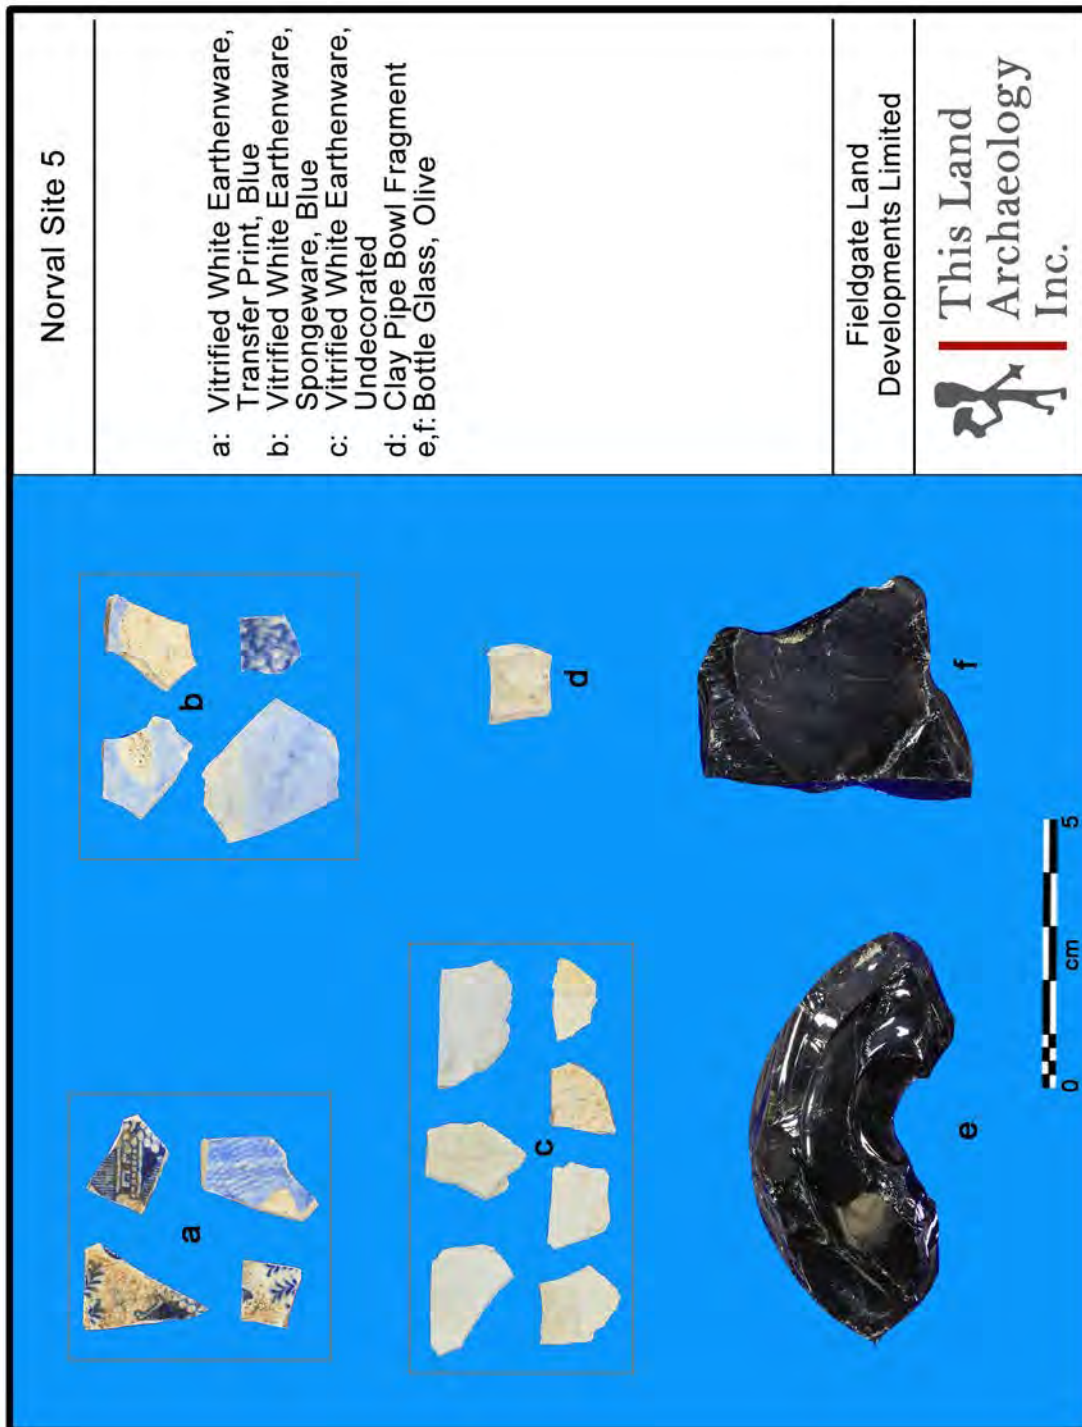 Norval Site 5
a: Vitrified White Earthenware,
Transfer Print, Blue
b: Vitrified White Earthenware,
Spongeware, Blue
c: Vitrified White Earthenware,
Undecorated
d: Clay Pipe Bowl Fragment
e,f: Bottle Glass, Olive
Fieldgate Land
Developments Limited
This Land
Archaeology
Inc.
a
b
c
d
e
f
0 cm 5